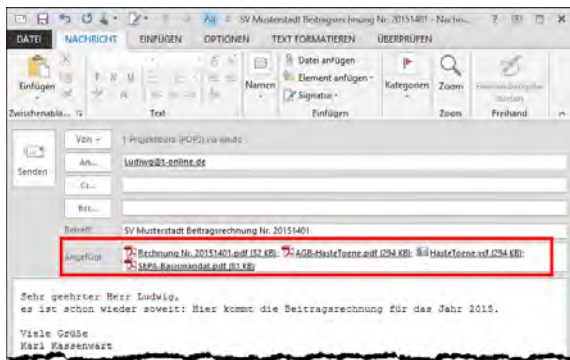 SV Musterstadt Beitragsrechnung Nr. 20151401 - Nachric...
DATEI NACHRICHT EINFÜGEN OPTIONEN TEXT FORMATIEREN ÜBERPRÜFEN
Einfügen
F K U
Namen
Datei anfügen
Element anfügen
Signatur
Kategorien
Zoom
Zwischenabla...
Text
Einfügen
Zoom
Freihand
Senden
Von
An...
Ludiwg@t-online.de
Cc...
Bcc...
Betreff
SV Musterstadt Beitragsrechnung Nr. 20151401
Angefügt
Rechnung Nr. 20151401.pdf (32 KB); AGB-HasteToene.pdf (294 KB); HasteToene.vcf (294 KB);
SEPA-Basismandat.pdf (81 KB)
Sehr geehrter Herr Ludwig,
es ist schon wieder soweit: Hier kommt die Beitragsrechnung für das Jahr 2015.
Viele Grüße
Karl Kassenwart